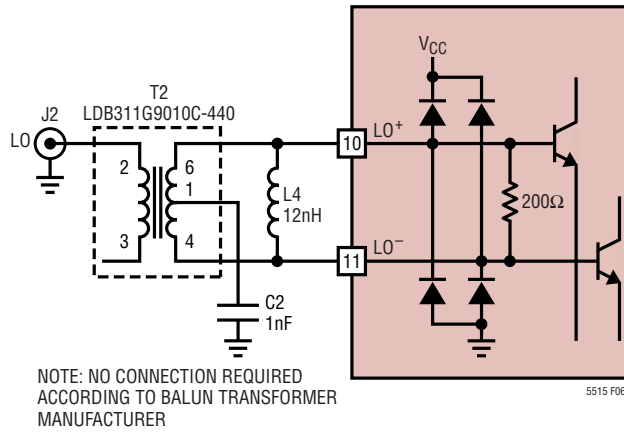 V_CC
T2
LDB311G9010C-440
J2
LO
10
LO+
2
6
1
L4
12nH
200Ω
3
4
11
LO−
C2
1nF
NOTE: NO CONNECTION REQUIRED
ACCORDING TO BALUN TRANSFORMER
MANUFACTURER
5515 F06